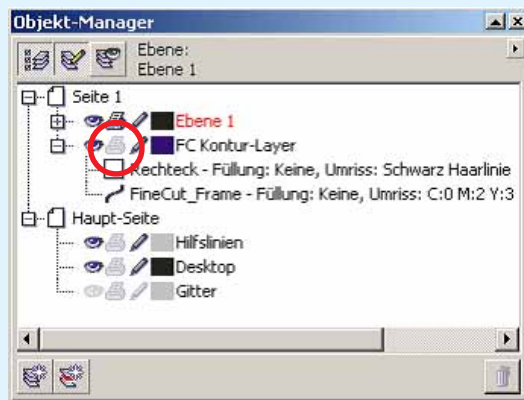 Objekt-Manager
Ebene:
Ebene 1
Seite 1
Ebene 1
FC Kontur-Layer
Rechteck - Füllung: Keine, Umriss: Schwarz Haarlinie
FineCut_Frame - Füllung: Keine, Umriss: C:0 M:2 Y:3
Haupt-Seite
Hilfslinien
Desktop
Gitter